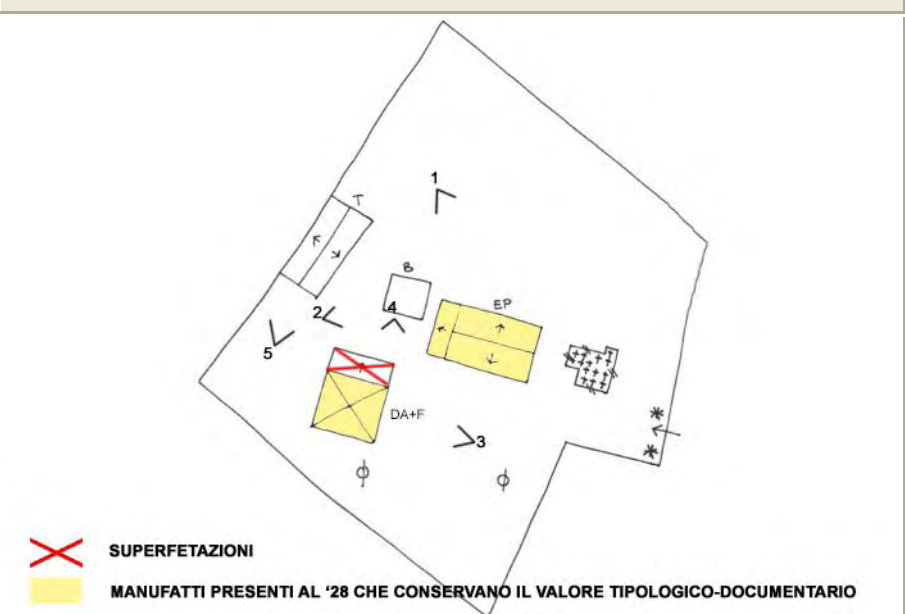 1
T
B
EP
2
4
5
DA+F
3
SUPERFETAZIONI
MANUFATTI PRESENTI AL ‘28 CHE CONSERVANO IL VALORE TIPOLOGICO-DOCUMENTARIO